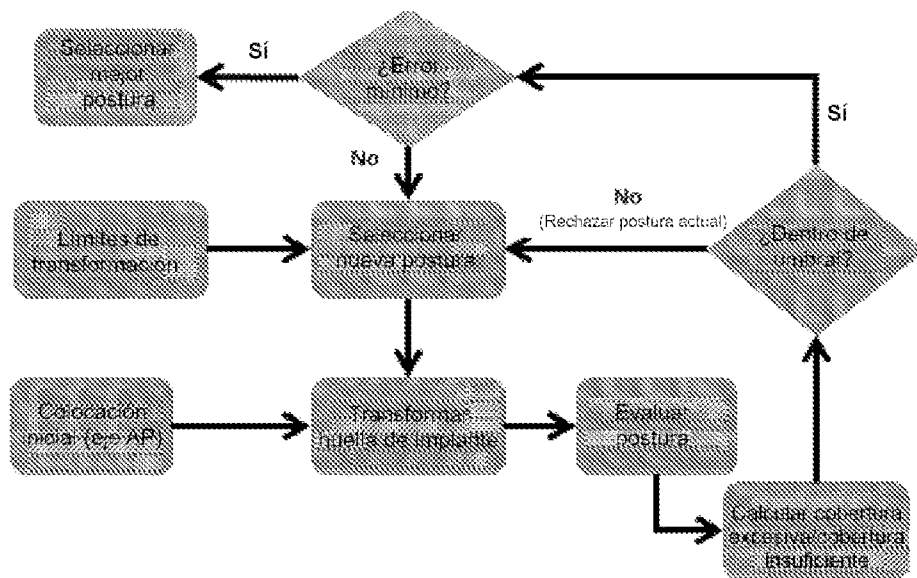 Seleccionar
mejor
postura
Sí
¿Error
mínimo?
No
Sí
Límites de
transformación
Seleccionar
nueva postura
No
(Rechazar postura actual)
¿Dentro de
umbral?
Colocación
inicial (eje AP)
Transformar
huella de implante
Evaluar
postura
Calcular cobertura
excesiva/cobertura
insuficiente